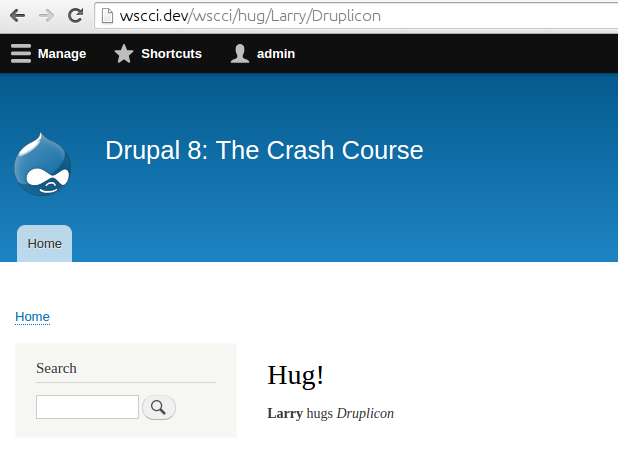 wscci.dev/wscci/hug/Larry/Druplicon
Manage Shortcuts admin
Drupal 8: The Crash Course
Home
Home
Search
Hug!
Larry hugs Druplicon